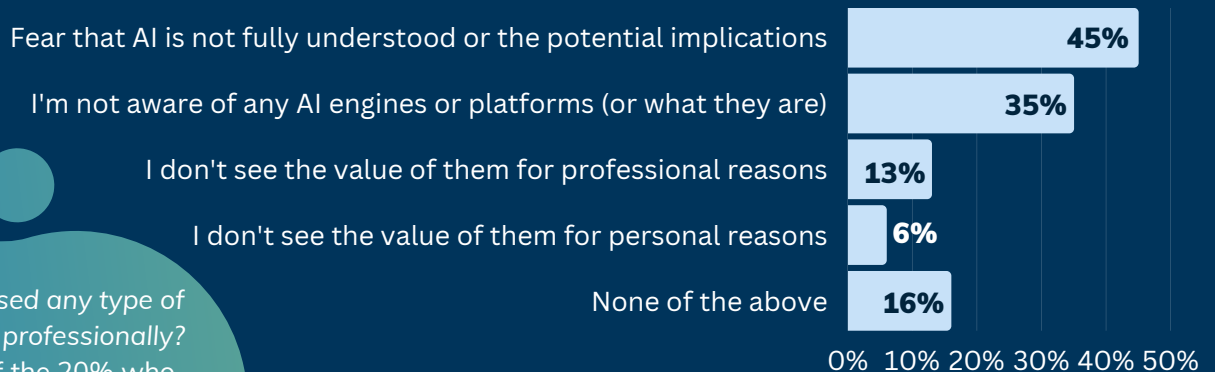 Fear that AI is not fully understood or the potential implications 45%
I'm not aware of any AI engines or platforms (or what they are) 35%
I don't see the value of them for professional reasons 13%
I don't see the value of them for personal reasons 6%
None of the above 16%
0% 10% 20% 30% 40% 50%
any type of
professionally?
the 20% who